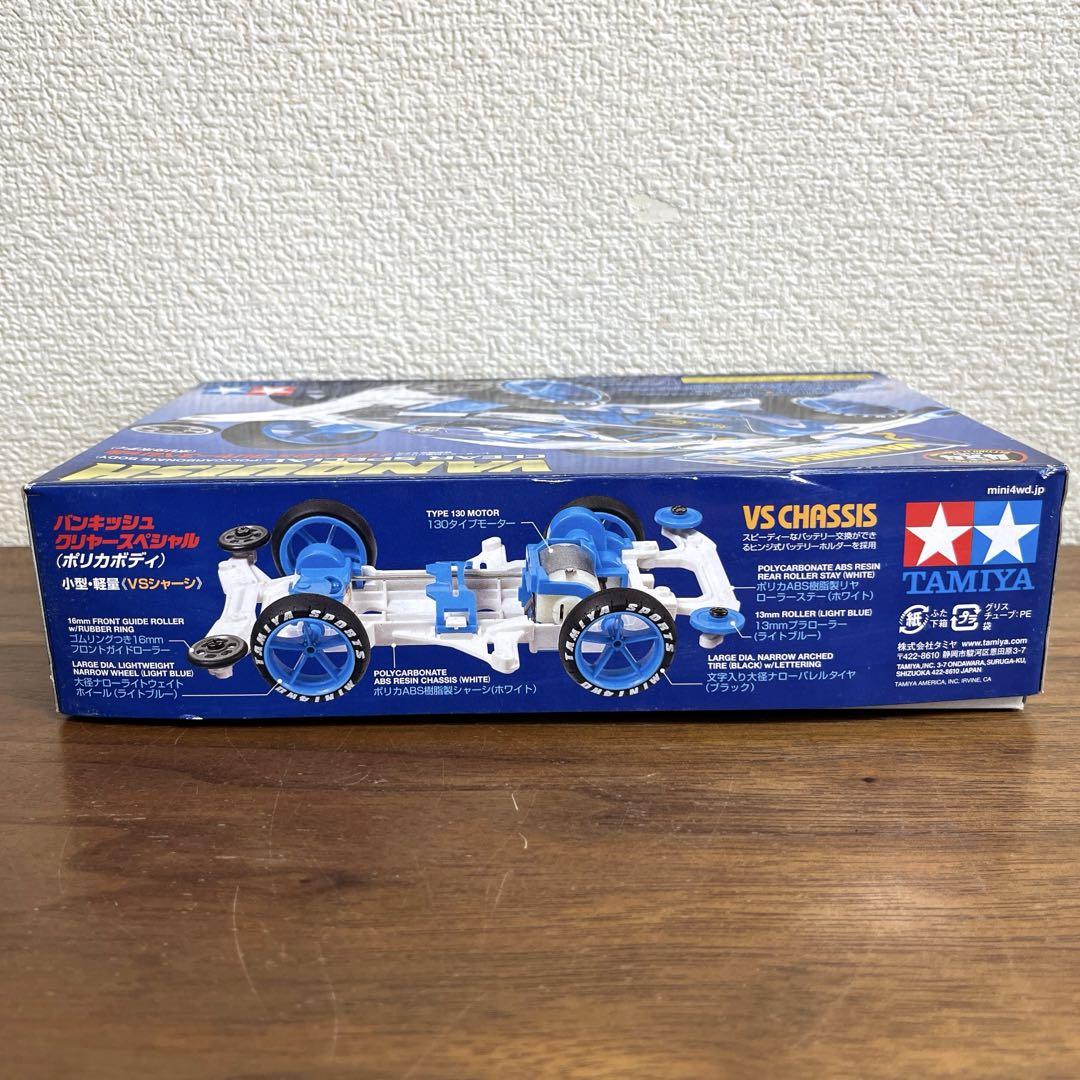 VANQUISH
CLEAR SPECIAL
バンキッシュ
クリヤースペシャル
(ポリカボディ)
小型・軽量《VSシャーシ》
16mm FRONT GUIDE ROLLER
w/RUBBER RING
ゴムリングつき16mm
フロントガイドローラー
LARGE DIA. LIGHTWEIGHT
NARROW WHEEL (LIGHT BLUE)
大径ナローライトウェイト
ホイール(ライトブルー)
TYPE 130 MOTOR
130タイプモーター
TAMIYA SPORTS
MINI4WD
TAMIYA SPORTS
MINI4WD
POLYCARBONATE
ABS RESIN CHASSIS (WHITE)
ポリカABS樹脂製シャーシ(ホワイト)
VS CHASSIS
スピーディーなバッテリー交換ができ
るヒンジ式バッテリーホルダーを採用
POLYCARBONATE ABS RESIN
REAR ROLLER STAY (WHITE)
ポリカABS樹脂製リヤ
ローラーステー(ホワイト)
13mm ROLLER (LIGHT BLUE)
13mmプラローラー
(ライトブルー)
LARGE DIA. NARROW ARCHED
TIRE (BLACK) w/LETTERING
文字入り大径ナローバレルタイヤ
(ブラック)
mini4wd.jp
TAMIYA
紙 ふた
下箱
プラ グリス
チューブ:PE
袋
株式会社タミヤ www.tamiya.com
〒422-8610 静岡市駿河区恩田原3-7
TAMIYA,INC. 3-7 ONDAWARA, SURUGA-KU,
SHIZUOKA 422-8610, JAPAN
TAMIYA AMERICA, INC. IRVINE, CA